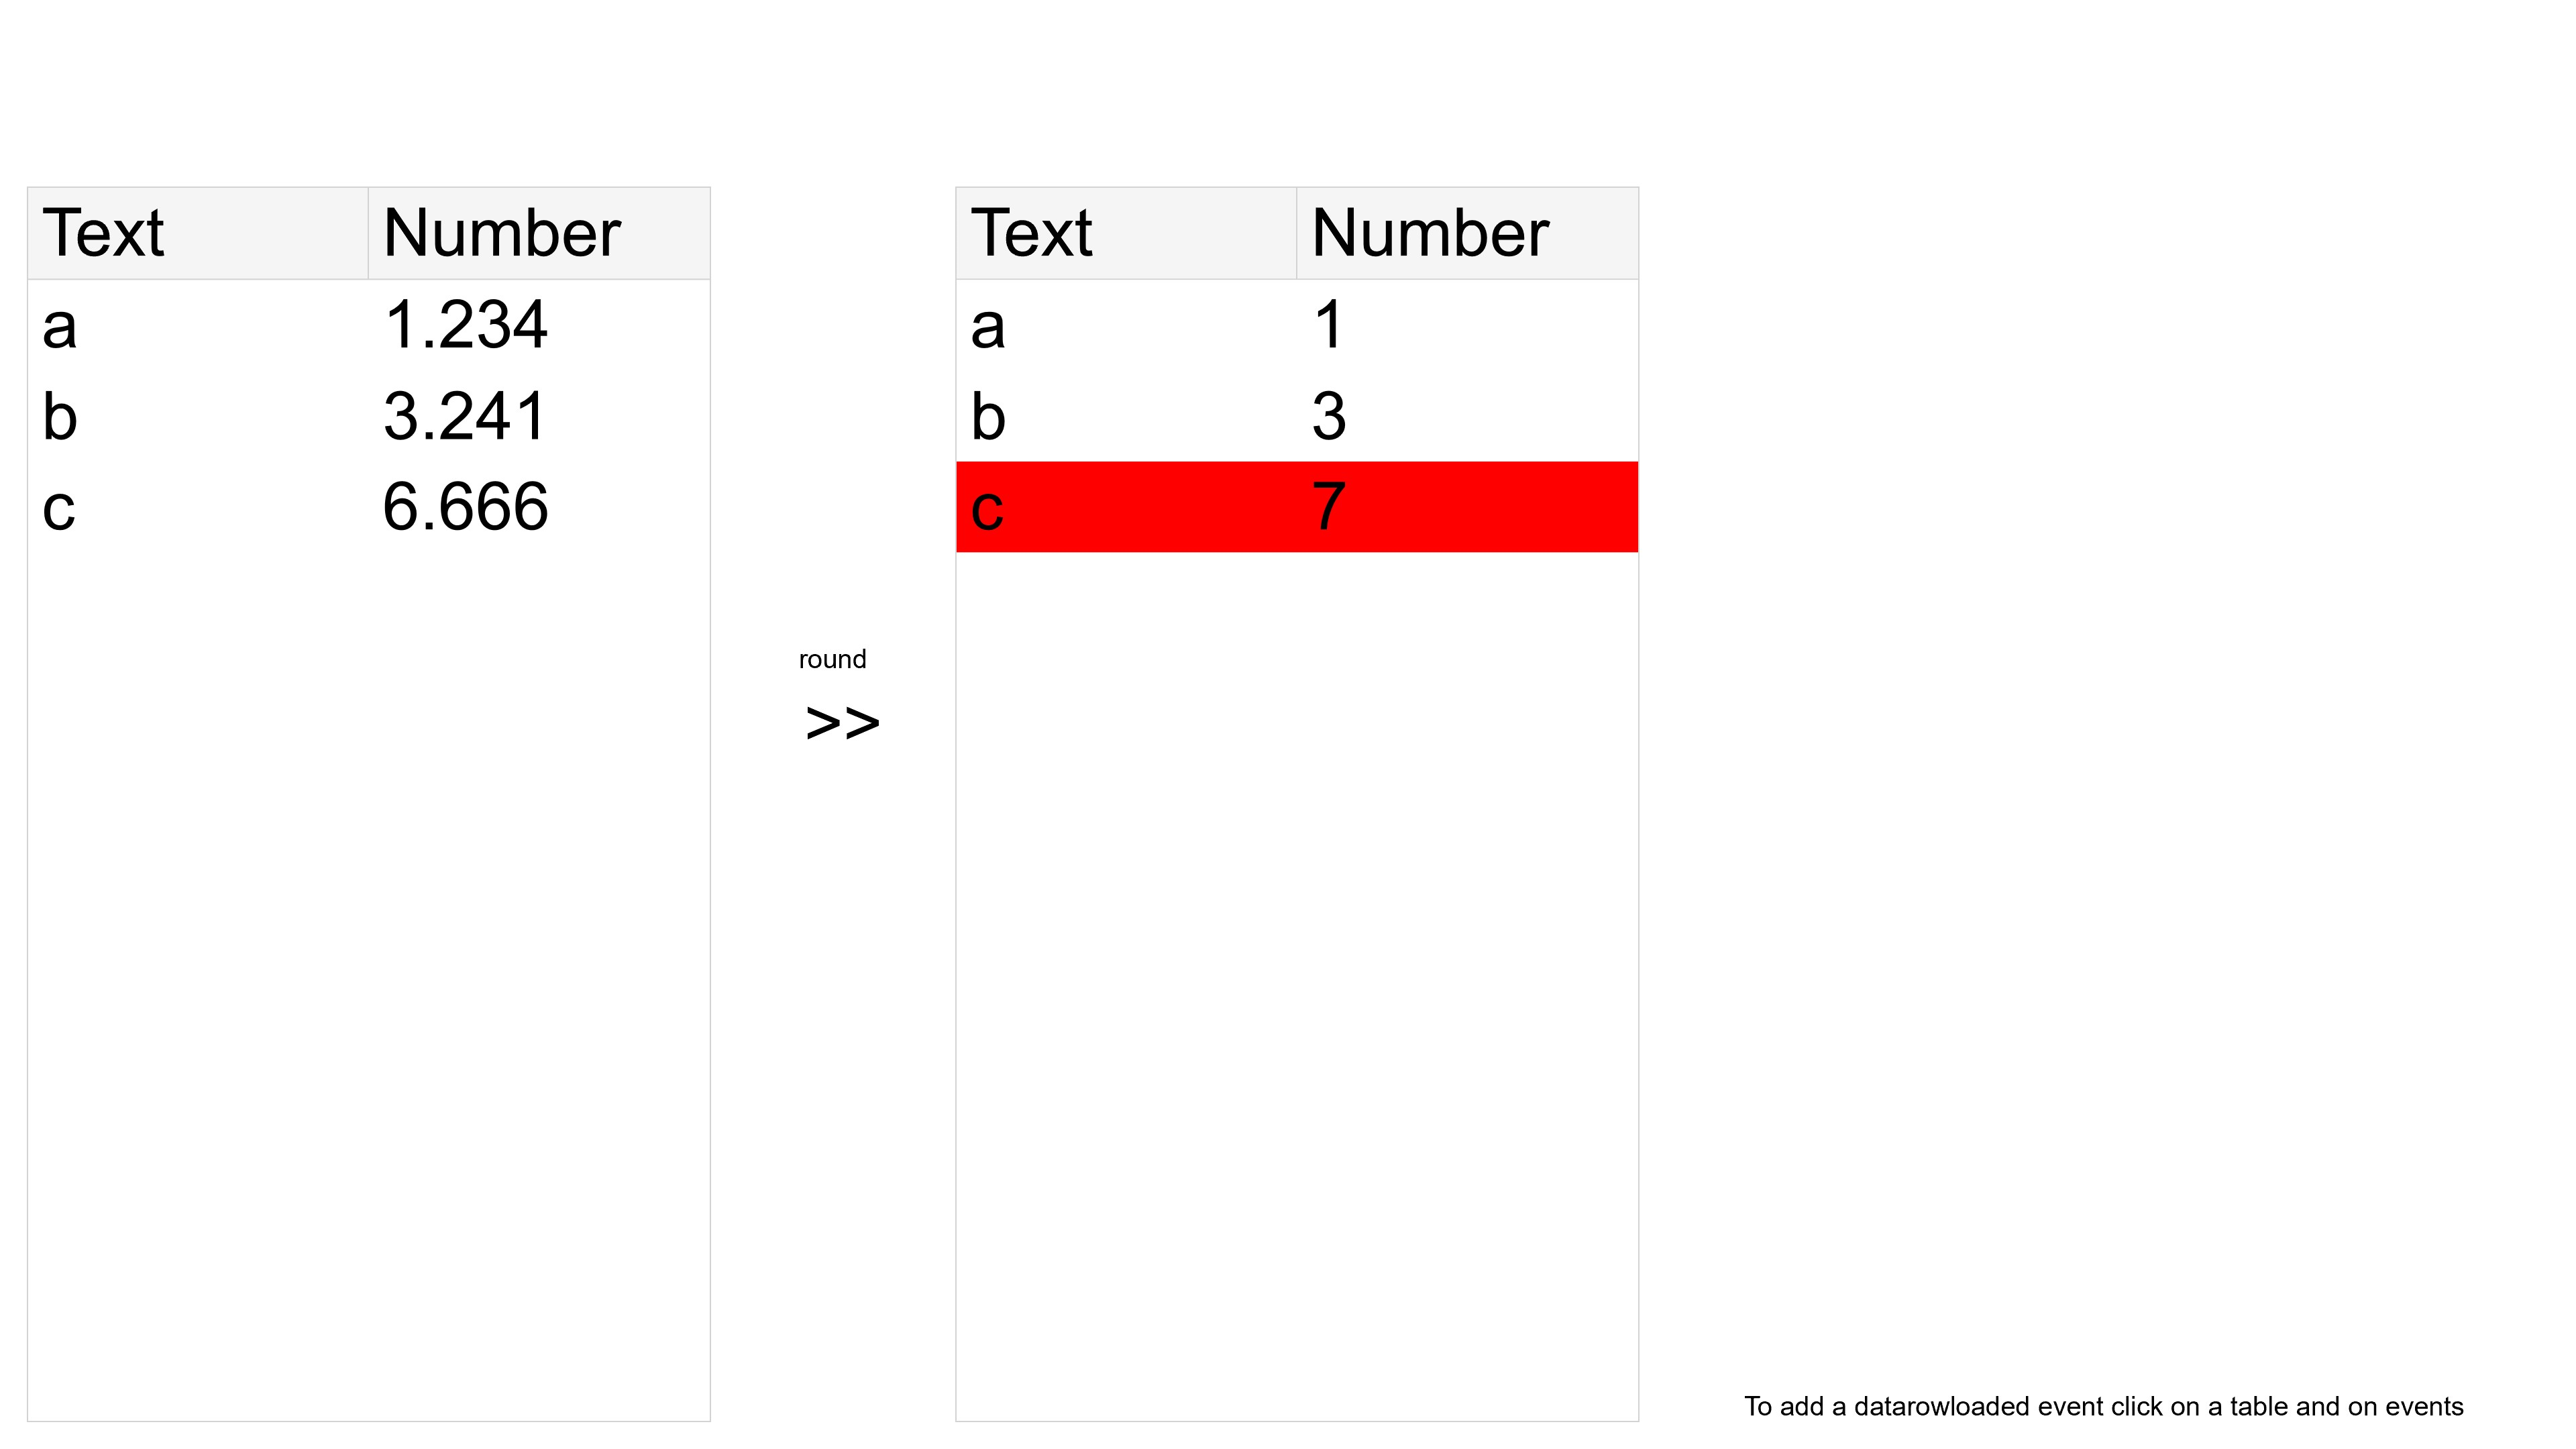 Text Number
a 1.234
b 3.241
c 6.666
round
>>
Text Number
a 1
b 3
c 7
To add a datarowloaded event click on a table and on events